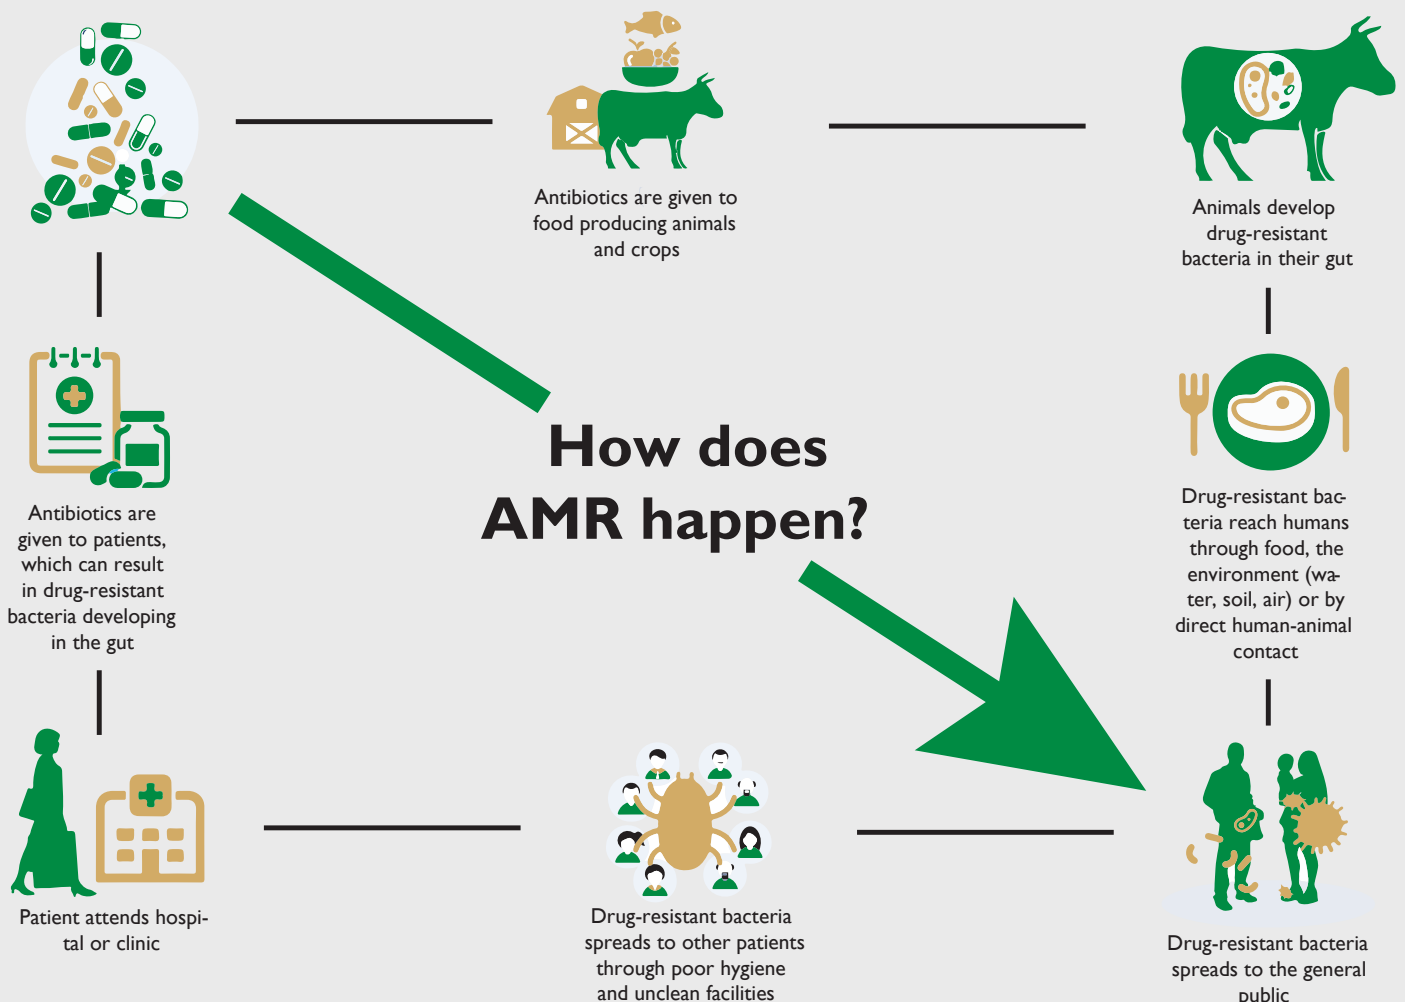 Antibiotics are given to
food producing animals
and crops
Animals develop
drug-resistant
bacteria in their gut
How does
AMR happen?
Antibiotics are
given to patients,
which can result
in drug-resistant
bacteria developing
in the gut
Drug-resistant bac-
teria reach humans
through food, the
environment (wa-
ter, soil, air) or by
direct human-animal
contact
Patient attends hospi-
tal or clinic
Drug-resistant bacteria
spreads to other patients
through poor hygiene
and unclean facilities
Drug-resistant bacteria
spreads to the general
public